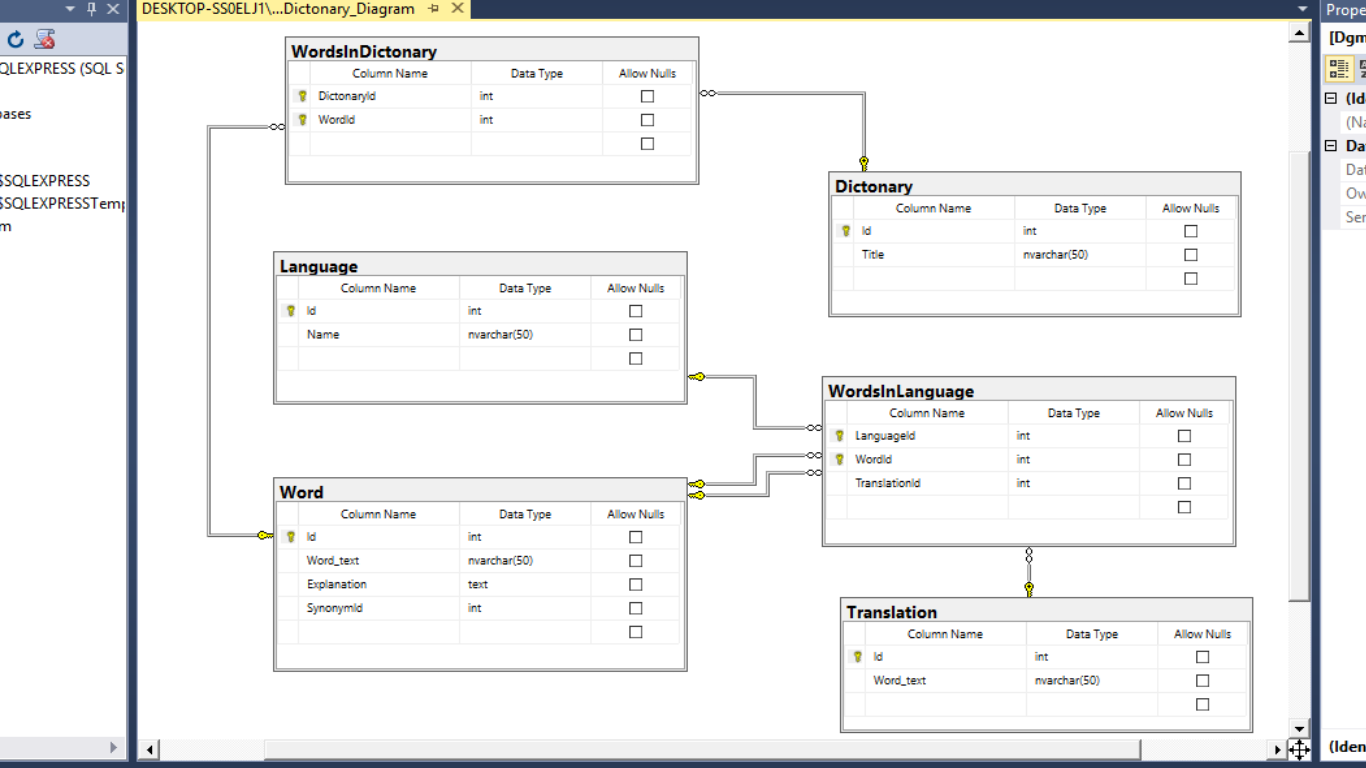 DESKTOP-SS0ELJ1\...Dictonary_Diagram
QLEXPRESS (SQL S
$SQLEXPRESS
WordsInDictonary
Column Name Data Type Allow Nulls
DictonaryId int
WordId int
Dictonary
Column Name Data Type Allow Nulls
Id int
Title nvarchar(50)
Language
Column Name Data Type Allow Nulls
Id int
Name nvarchar(50)
WordsInLanguage
Column Name Data Type Allow Nulls
LanguageId int
WordId int
TranslationId int
Word
Column Name Data Type Allow Nulls
Id int
Word_text nvarchar(50)
Explanation text
SynonymId int
Translation
Column Name Data Type Allow Nulls
Id int
Word_text nvarchar(50)
Prope
[Dgm
(Id
(Na
Da
Dat
Ow
Ser
(Iden